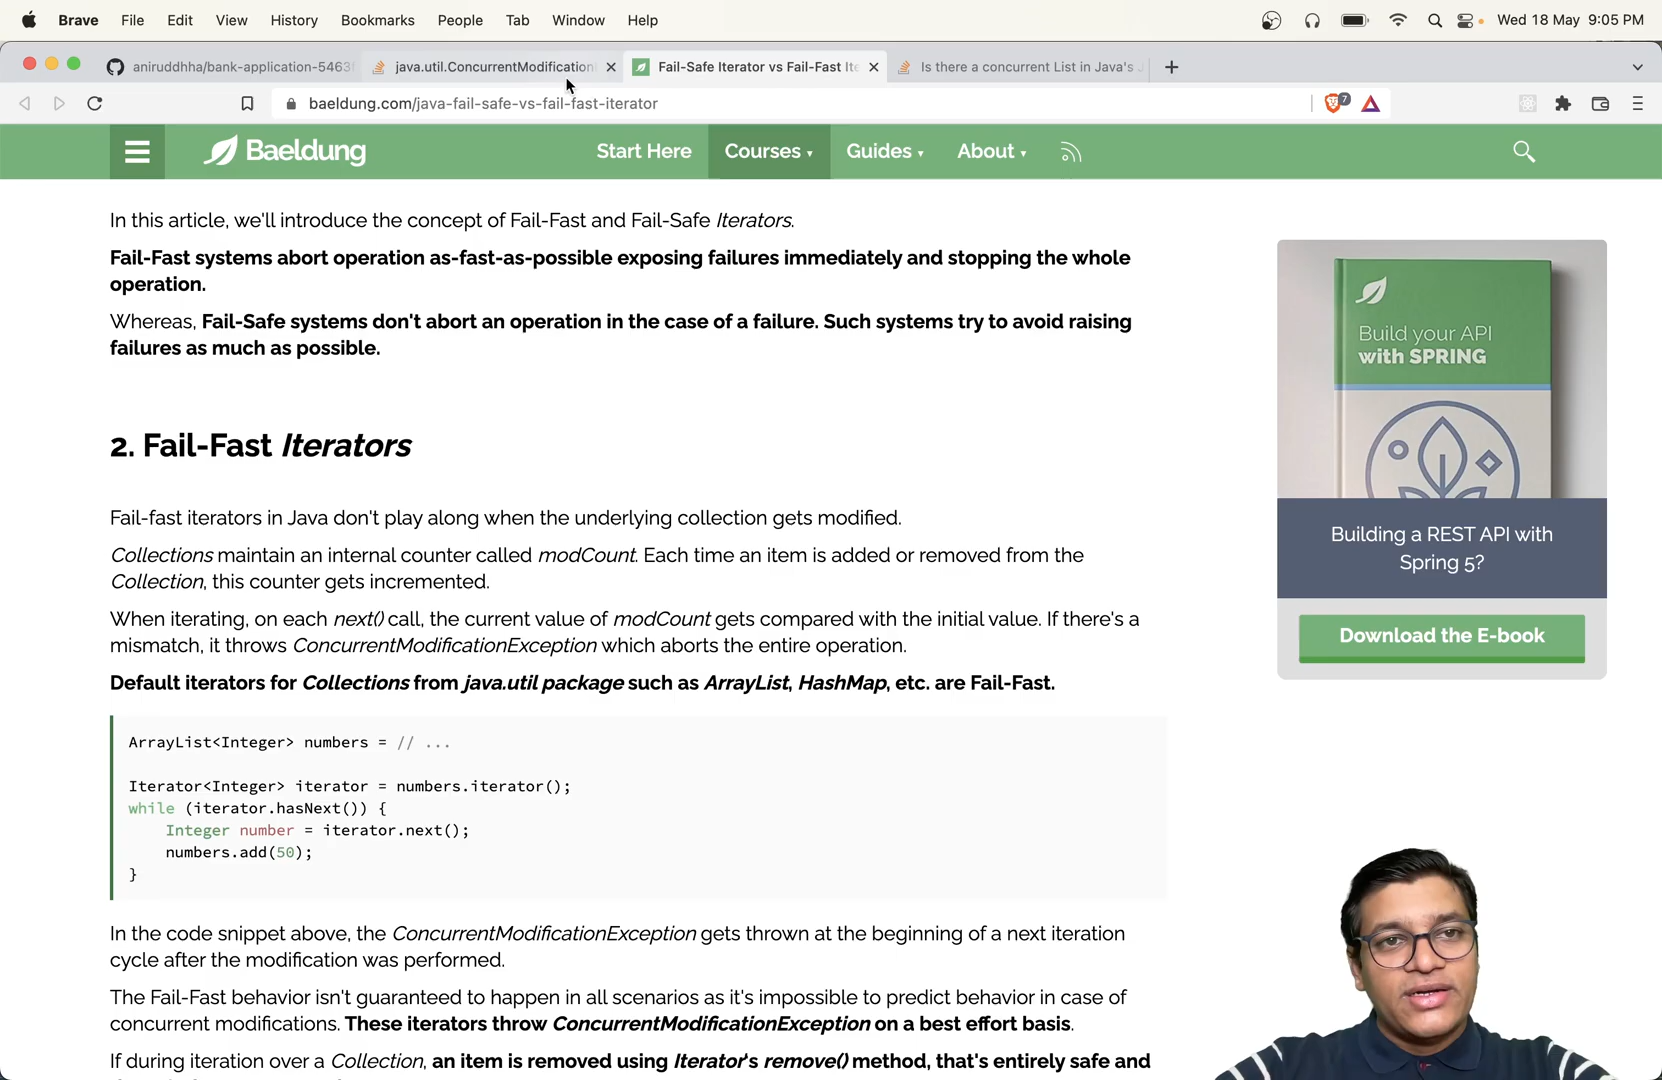 Brave File Edit View History Bookmarks People Tab Window Help Wed 18 May 9:05 PM
aniruddhha/bank-application-5463 java.util.ConcurrentModification Fail-Safe Iterator vs Fail-Fast Ite Is there a concurrent List in Java's J
baeldung.com/java-fail-safe-vs-fail-fast-iterator 7
Baeldung Start Here Courses Guides About
In this article, we'll introduce the concept of Fail-Fast and Fail-Safe Iterators.
Fail-Fast systems abort operation as-fast-as-possible exposing failures immediately and stopping the whole
operation.
Whereas, Fail-Safe systems don't abort an operation in the case of a failure. Such systems try to avoid raising
failures as much as possible.
Build your API
with SPRING
2. Fail-Fast Iterators
Fail-fast iterators in Java don't play along when the underlying collection gets modified.
Collections maintain an internal counter called modCount. Each time an item is added or removed from the
Collection, this counter gets incremented.
Building a REST API with
Spring 5?
When iterating, on each next() call, the current value of modCount gets compared with the initial value. If there's a
mismatch, it throws ConcurrentModificationException which aborts the entire operation.
Download the E-book
Default iterators for Collections from java.util package such as ArrayList, HashMap, etc. are Fail-Fast.
ArrayList<Integer> numbers = // ...
Iterator<Integer> iterator = numbers.iterator();
while (iterator.hasNext()) {
Integer number = iterator.next();
numbers.add(50);
}
In the code snippet above, the ConcurrentModificationException gets thrown at the beginning of a next iteration
cycle after the modification was performed.
The Fail-Fast behavior isn't guaranteed to happen in all scenarios as it's impossible to predict behavior in case of
concurrent modifications. These iterators throw ConcurrentModificationException on a best effort basis.
If during iteration over a Collection, an item is removed using Iterator's remove() method, that's entirely safe and